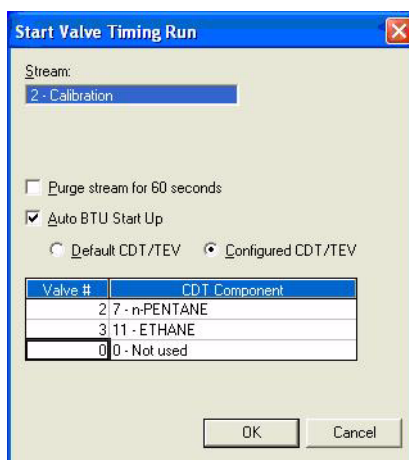 Start Valve Timing Run
Stream:
2 - Calibration
Purge stream for 60 seconds
Auto BTU Start Up
Default CDT/TEV Configured CDT/TEV
Valve # CDT Component
2 7 - n-PENTANE
3 11 - ETHANE
0 0 - Not used
OK Cancel